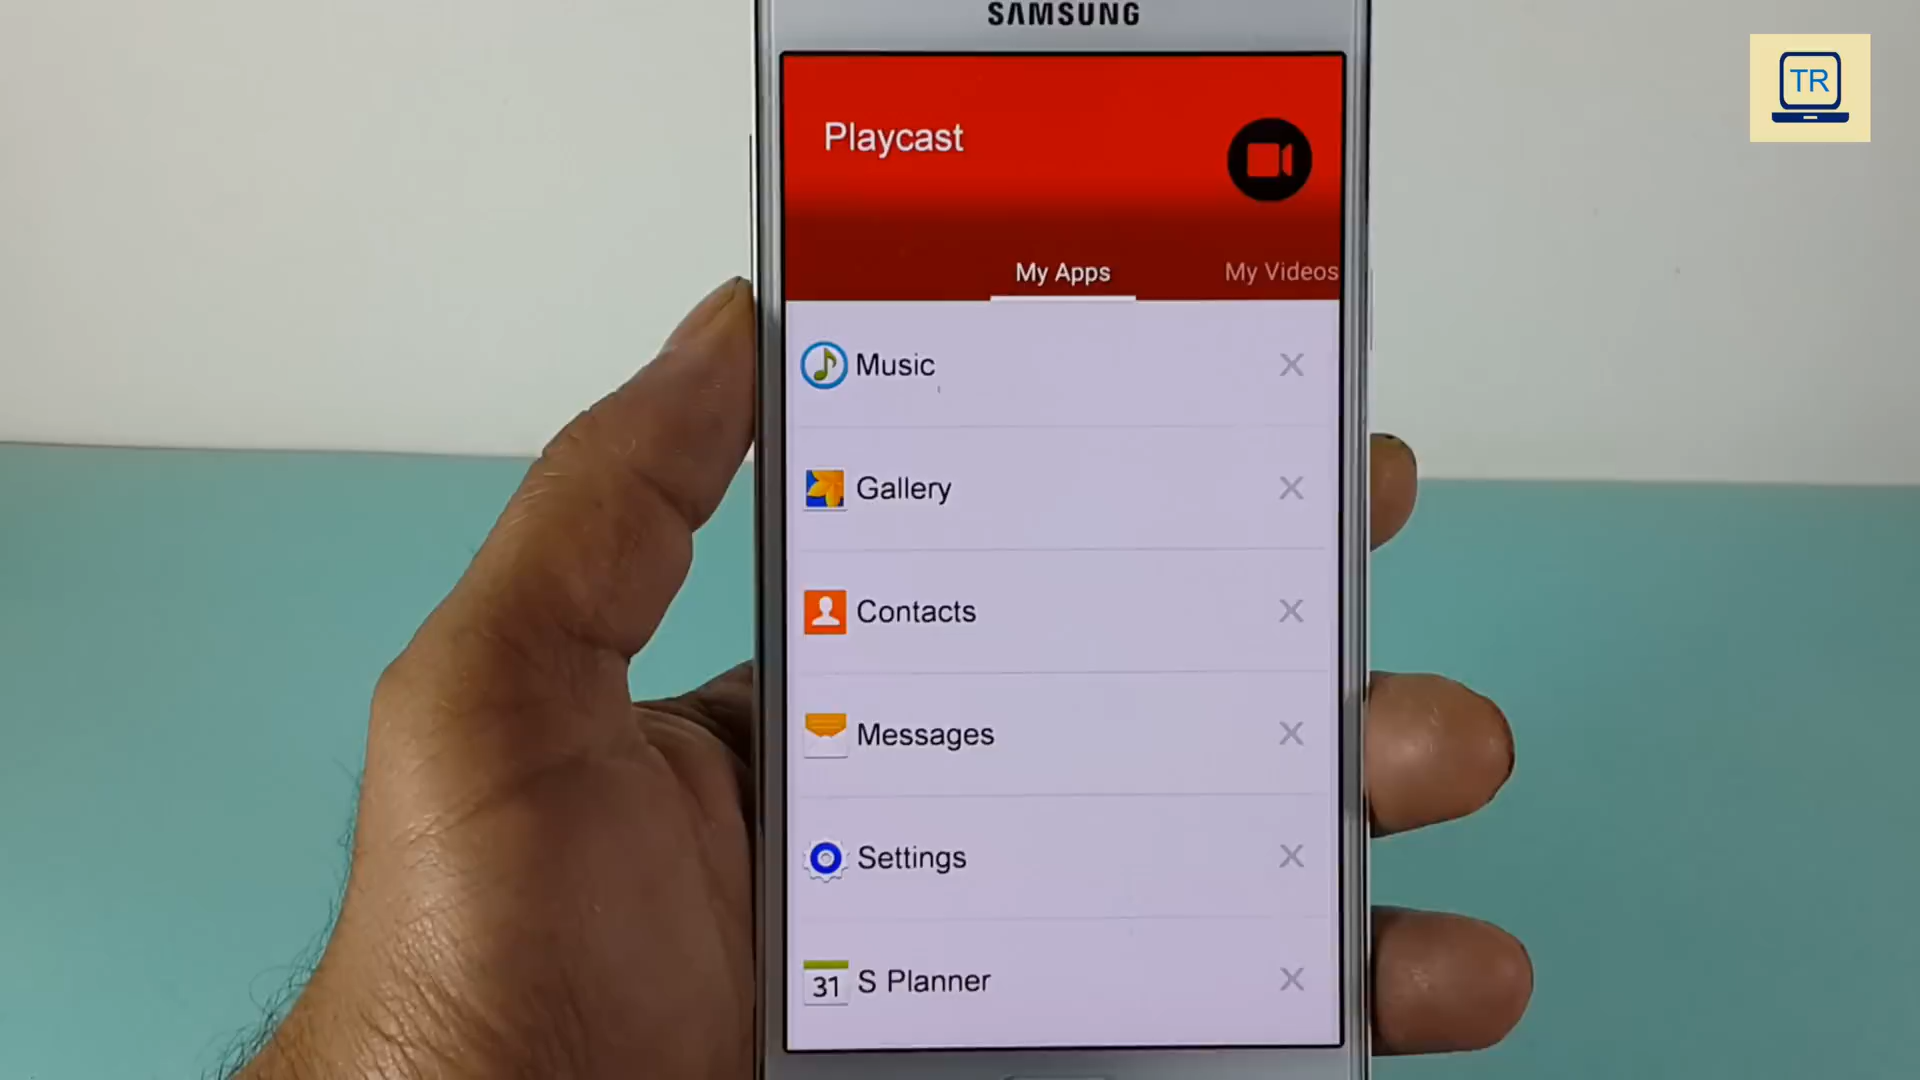 SAMSUNG
TR
Playcast
My Apps
My Videos
Music
Gallery
Contacts
Messages
Settings
31
S Planner